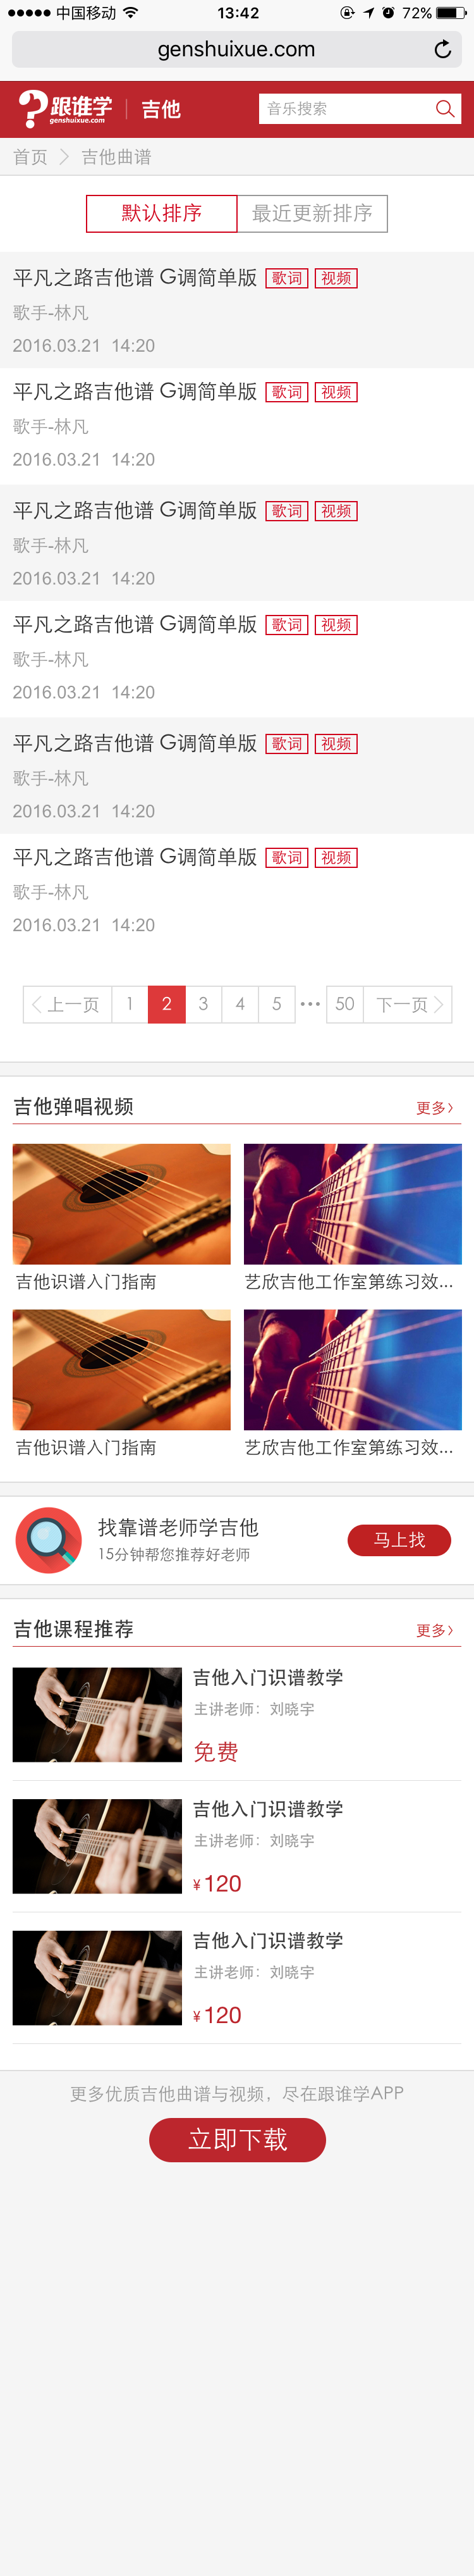 中国移动 13:42 72%
genshuixue.com
跟谁学 genshuixue.com 吉他 音乐搜索
首页 吉他曲谱
默认排序 最近更新排序
平凡之路吉他谱 G调简单版 歌词 视频
歌手-林凡
2016.03.21 14:20
平凡之路吉他谱 G调简单版 歌词 视频
歌手-林凡
2016.03.21 14:20
平凡之路吉他谱 G调简单版 歌词 视频
歌手-林凡
2016.03.21 14:20
平凡之路吉他谱 G调简单版 歌词 视频
歌手-林凡
2016.03.21 14:20
平凡之路吉他谱 G调简单版 歌词 视频
歌手-林凡
2016.03.21 14:20
平凡之路吉他谱 G调简单版 歌词 视频
歌手-林凡
2016.03.21 14:20
上一页 1 2 3 4 5 ••• 50 下一页
吉他弹唱视频 更多
吉他识谱入门指南 艺欣吉他工作室第练习效...
吉他识谱入门指南 艺欣吉他工作室第练习效...
找靠谱老师学吉他
15分钟帮您推荐好老师
马上找
吉他课程推荐 更多
吉他入门识谱教学
主讲老师：刘晓宇
免费
吉他入门识谱教学
主讲老师：刘晓宇
¥120
吉他入门识谱教学
主讲老师：刘晓宇
¥120
更多优质吉他曲谱与视频，尽在跟谁学APP
立即下载